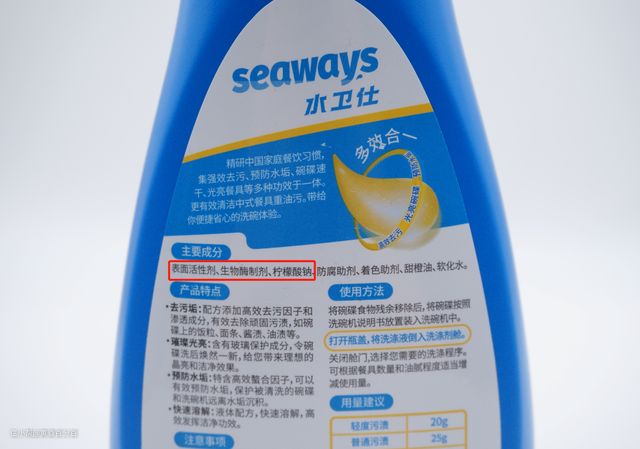 seaways
水卫仕
精研中国家庭餐饮习惯,
集强效去污、预防水垢、碗碟速
干、光亮餐具等多种功效于一体。
更有效清洁中式餐具重油污。带给
你便捷省心的洗碗体验。
多效合一
光亮碗碟
高效去污
主要成分
表面活性剂、生物酶制剂、柠檬酸钠、防腐助剂、着色助剂、甜橙油、软化水。
产品特点
·去污垢:配方添加高效去污因子和
渗透成分,有效去除顽固污渍,如碗
碟上的饭粒、面条、酱渍、油渍等。
·璀璨光亮:含有玻璃保护成分,令碗
碟洗后焕然一新,给您带来理想的
晶亮和洁净效果。
·预防水垢:特含高效螯合因子,可以
有效预防水垢,保护被清洗的碗碟
和洗碗机远离水垢沉积。
·快速溶解:液体配方,快速溶解,高
效发挥洁净功效。
注意事项
使用方法
将碗碟食物残余移除后,将碗碟按照
洗碗机说明书放置装入洗碗机中。
打开瓶盖,将洗涤液倒入洗涤剂舱。
关闭舱门,选择您需要的洗涤程序。
可根据餐具数量和油腻程度适当增
减使用量。
用量建议
轻度污渍 20g
普通污渍 25g